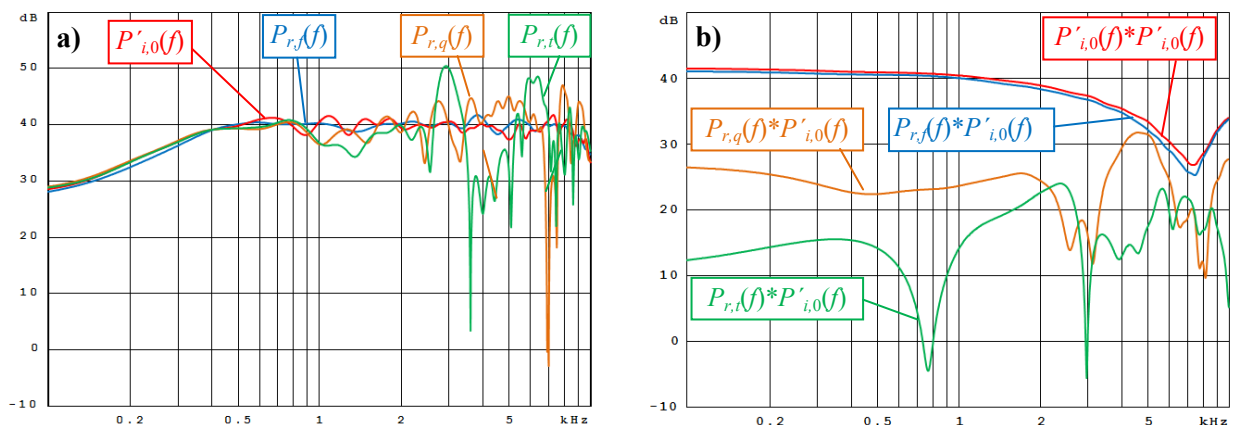 dB
a)
P′i,0(f)
Pr,f(f)
Pr,q(f)
Pr,t(f)
50
40
30
20
10
0
-10
0.2
0.5
1
2
5
kHz
dB
b)
P′i,0(f)*P′i,0(f)
Pr,q(f)*P′i,0(f)
Pr,f(f)*P′i,0(f)
Pr,t(f)*P′i,0(f)
40
30
20
10
0
-10
0.2
0.5
1
2
5
kHz